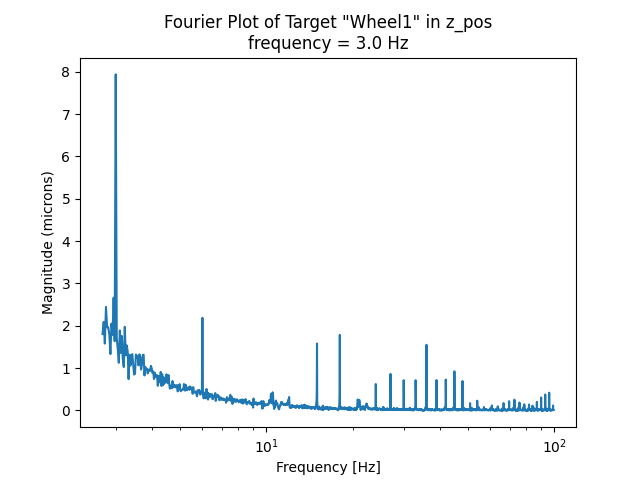 Fourier Plot of Target "Wheel1" in z_pos
frequency = 3.0 Hz
8
7
6
5
4
3
2
1
0
Magnitude (microns)
10¹
10²
Frequency [Hz]